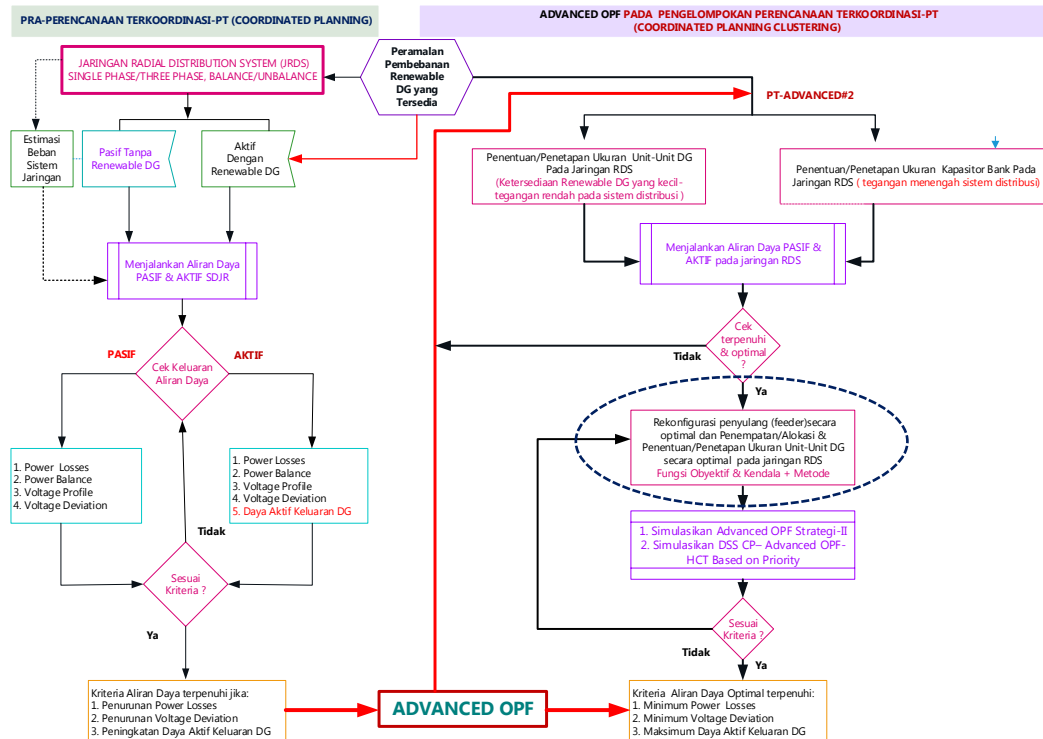 PRA-PERENCANAAN TERKOORDINASI-PT (COORDINATED PLANNING)
ADVANCED OPF PADA PENGELOMPOKAN PERENCANAAN TERKOORDINASI-PT
(COORDINATED PLANNING CLUSTERING)
JARINGAN RADIAL DISTRIBUTION SYSTEM (JRDS)
SINGLE PHASE/THREE PHASE, BALANCE/UNBALANCE
Peramalan
Pembebanan
Renewable
DG yang
Tersedia
PT-ADVANCED#2
Estimasi
Beban
Sistem
Jaringan
Pasif Tanpa
Renewable DG
Aktif
Dengan
Renewable DG
Penentuan/Penetapan Ukuran Unit-Unit DG
Pada Jaringan RDS
(Ketersediaan Renewable DG yang kecil-
tegangan rendah pada sistem distribusi )
Penentuan/Penetapan Ukuran Kapasitor Bank Pada
Jaringan RDS ( tegangan menengah sistem distribusi)
Menjalankan Aliran Daya
PASIF & AKTIF SDJR
Menjalankan Aliran Daya PASIF &
AKTIF pada jaringan RDS
PASIF
Cek Keluaran
Aliran Daya
AKTIF
Cek
terpenuhi
& optimal
?
Tidak
Ya
1. Power Losses
2. Power Balance
3. Voltage Profile
4. Voltage Deviation
1. Power Losses
2. Power Balance
3. Voltage Profile
4. Voltage Deviation
5. Daya Aktif Keluaran DG
Rekonfigurasi penyulang (feeder)secara
optimal dan Penempatan/Alokasi &
Penentuan/Penetapan Ukuran Unit-Unit DG
secara optimal pada jaringan RDS
Fungsi Obyektif & Kendala + Metode
Tidak
1. Simulasikan Advanced OPF Strategi-II
2. Simulasikan DSS CP– Advanced OPF-
HCT Based on Priority
Sesuai
Kriteria ?
Ya
Sesuai
Kriteria ?
Tidak
Ya
Kriteria Aliran Daya terpenuhi jika:
1. Penurunan Power Losses
2. Penurunan Voltage Deviation
3. Peningkatan Daya Aktif Keluaran DG
ADVANCED OPF
Kriteria Aliran Daya Optimal terpenuhi:
1. Minimum Power Losses
2. Minimum Voltage Deviation
3. Maksimum Daya Aktif Keluaran DG